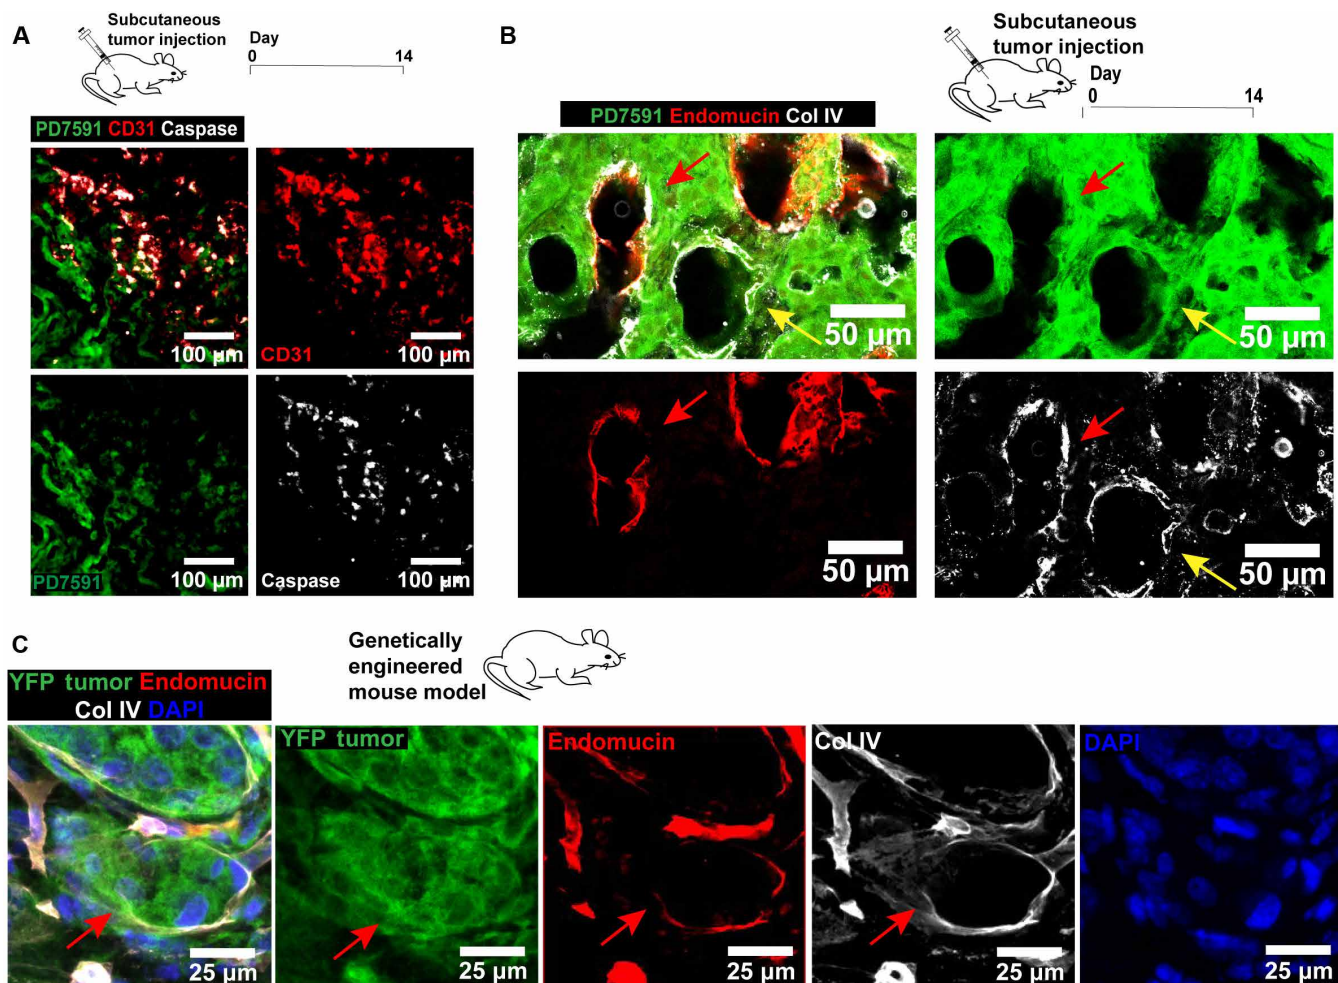 A
Subcutaneous
tumor injection
Day
0 14
PD7591 CD31 Caspase
100 µm
CD31
100 µm
PD7591
100 µm
Caspase
100 µm
B
Subcutaneous
tumor injection
Day
0 14
PD7591 Endomucin Col IV
50 µm
50 µm
50 µm
50 µm
C
Genetically
engineered
mouse model
YFP tumor Endomucin
Col IV DAPI
25 µm
YFP tumor
25 µm
Endomucin
25 µm
Col IV
25 µm
DAPI
25 µm